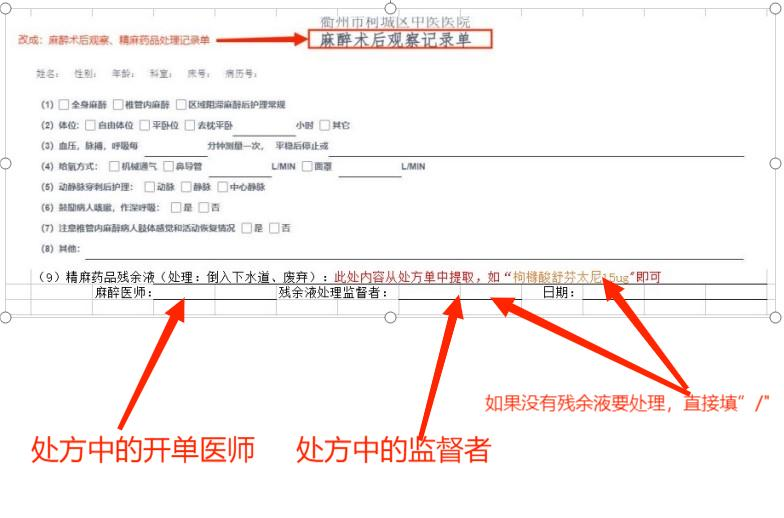 衢州市柯城区中医医院
改成：麻醉术后观察、精麻药品处理记录单
麻醉术后观察记录单
姓名： 性别： 年龄： 科室： 床号： 病历号：
(1) 全身麻醉 椎管内麻醉 区域阻滞麻醉后护理常规
(2) 体位： 自由体位 平卧位 去枕平卧 小时 其它
(3) 血压，脉搏，呼吸每 分钟测量一次， 平稳后停止或
(4) 给氧方式： 机械通气 鼻导管 L/MIN 面罩 L/MIN
(5) 动静脉穿刺后护理： 动脉 静脉 中心静脉
(6) 鼓励病人咳嗽，作深呼吸： 是 否
(7) 注意椎管内麻醉病人肢体感觉和活动恢复情况 是 否
(8) 其他：
（9）精麻药品残余液（处理：倒入下水道、废弃）：此处内容从处方单中提取，如“枸橼酸舒芬太尼15ug”即可
麻醉医师： 残余液处理监督者： 日期：
如果没有残余液要处理，直接填“ /”
处方中的开单医师 处方中的监督者